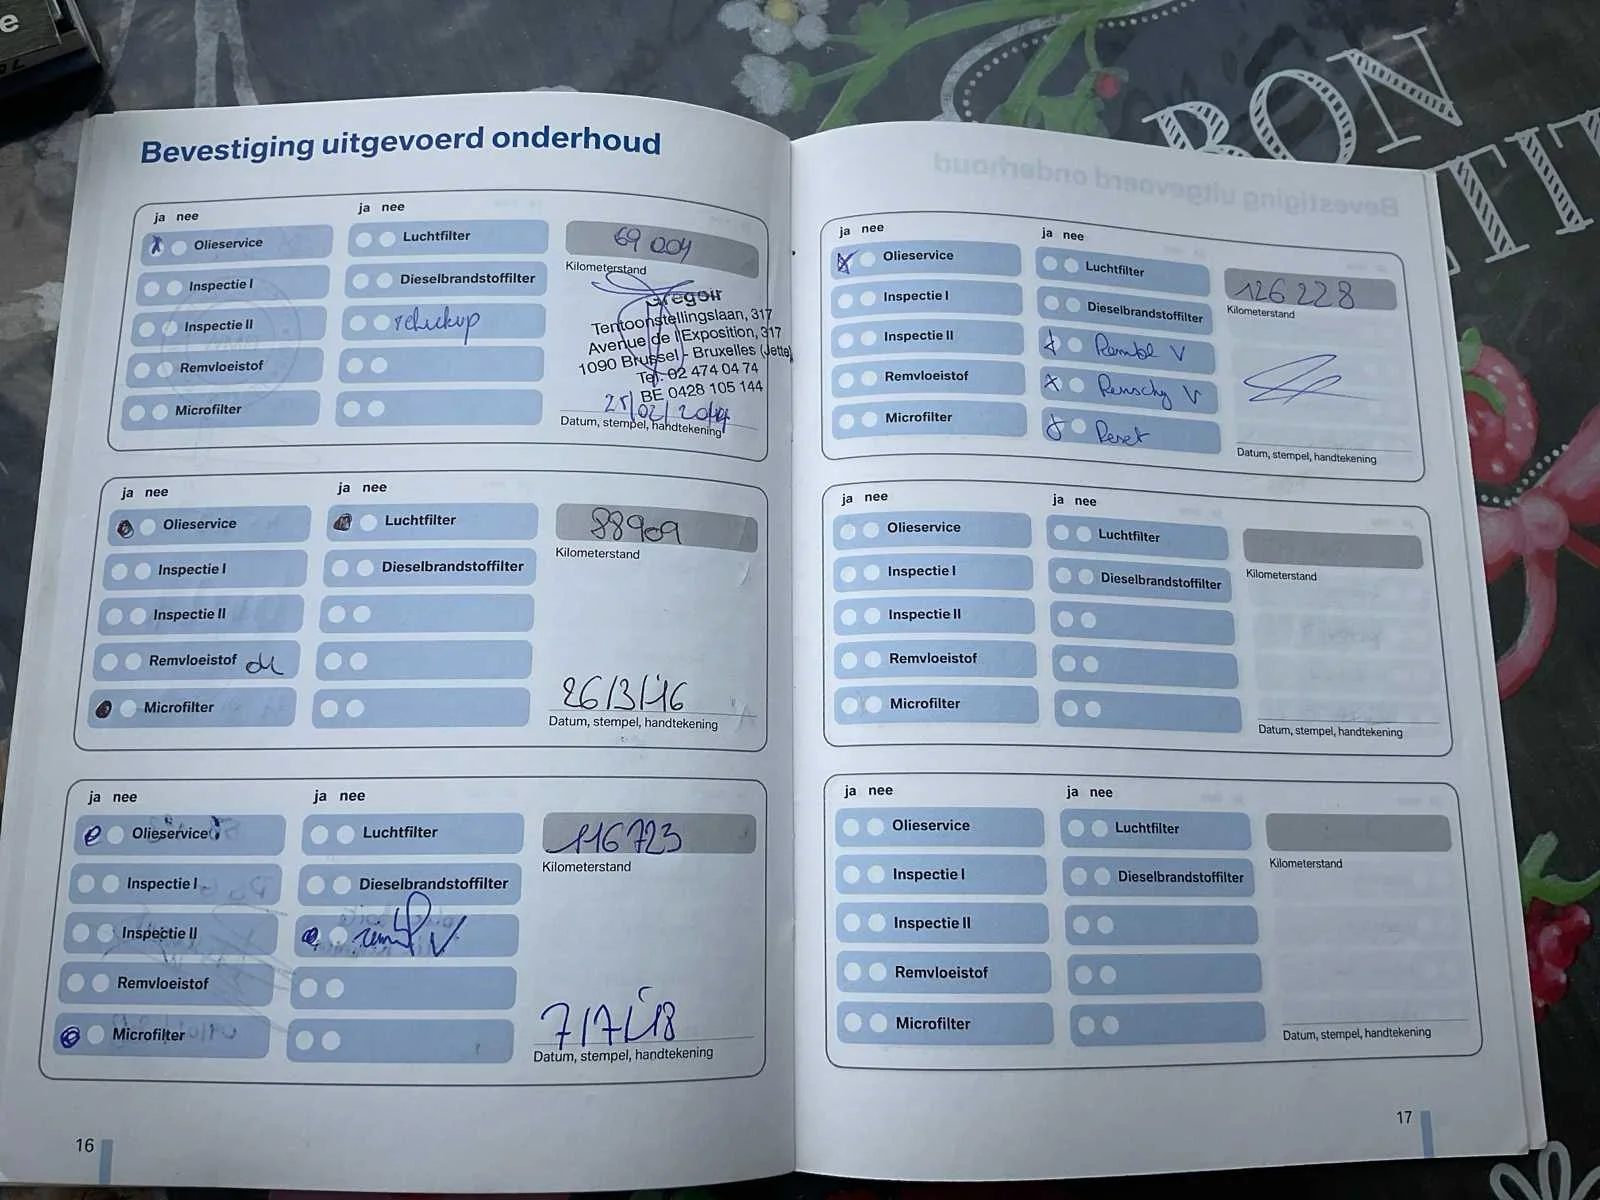 Bevestiging uitgevoerd onderhoud
ja nee
ja nee
Olieservice
Luchtfilter
69 004
Kilometerstand
Inspectie I
Dieselbrandstoffilter
Inspectie II
checkup
Remvloeistof
Microfilter
Gregoir
Tentoonstellingslaan, 317
Avenue de l'Exposition, 317
1090 Brussel - Bruxelles (Jette)
Tel. 02 474 04 74
BE 0428 105 144
Datum, stempel, handtekening
ja nee
ja nee
Olieservice
Luchtfilter
88909
Kilometerstand
Inspectie I
Dieselbrandstoffilter
Inspectie II
Remvloeistof
Microfilter
26/3/'16
Datum, stempel, handtekening
ja nee
ja nee
Olieservice
Luchtfilter
116723
Kilometerstand
Inspectie I
Dieselbrandstoffilter
Inspectie II
V
Remvloeistof
Microfilter
7/7/'18
Datum, stempel, handtekening
16
ja nee
ja nee
Olieservice
Luchtfilter
126228
Kilometerstand
Inspectie I
Dieselbrandstoffilter
Inspectie II
V
Remvloeistof
V
Microfilter
Reset
Datum, stempel, handtekening
ja nee
ja nee
Olieservice
Luchtfilter
Kilometerstand
Inspectie I
Dieselbrandstoffilter
Inspectie II
Remvloeistof
Microfilter
Datum, stempel, handtekening
ja nee
ja nee
Olieservice
Luchtfilter
Kilometerstand
Inspectie I
Dieselbrandstoffilter
Inspectie II
Remvloeistof
Microfilter
Datum, stempel, handtekening
17
BON